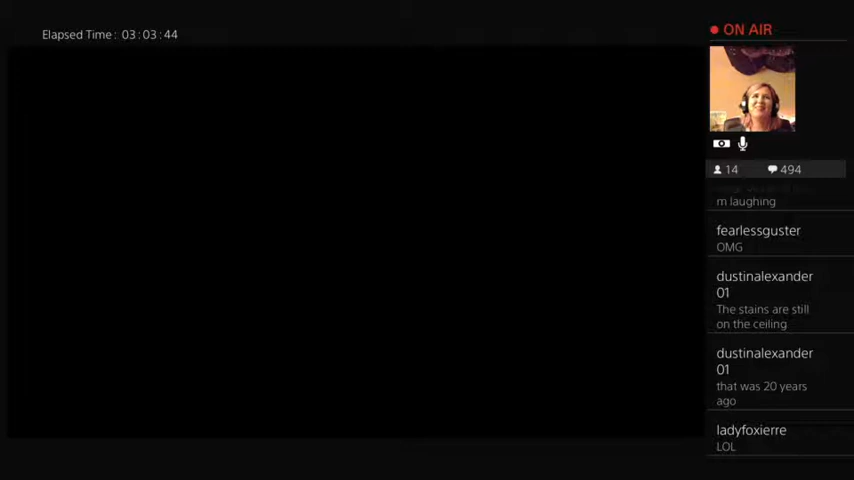 Elapsed Time: 03:03:44
ON AIR
14 494
m laughing
fearlessguster
OMG
dustinalexander
01
The stains are still
on the ceiling
dustinalexander
01
that was 20 years
ago
ladyfoxierre
LOL